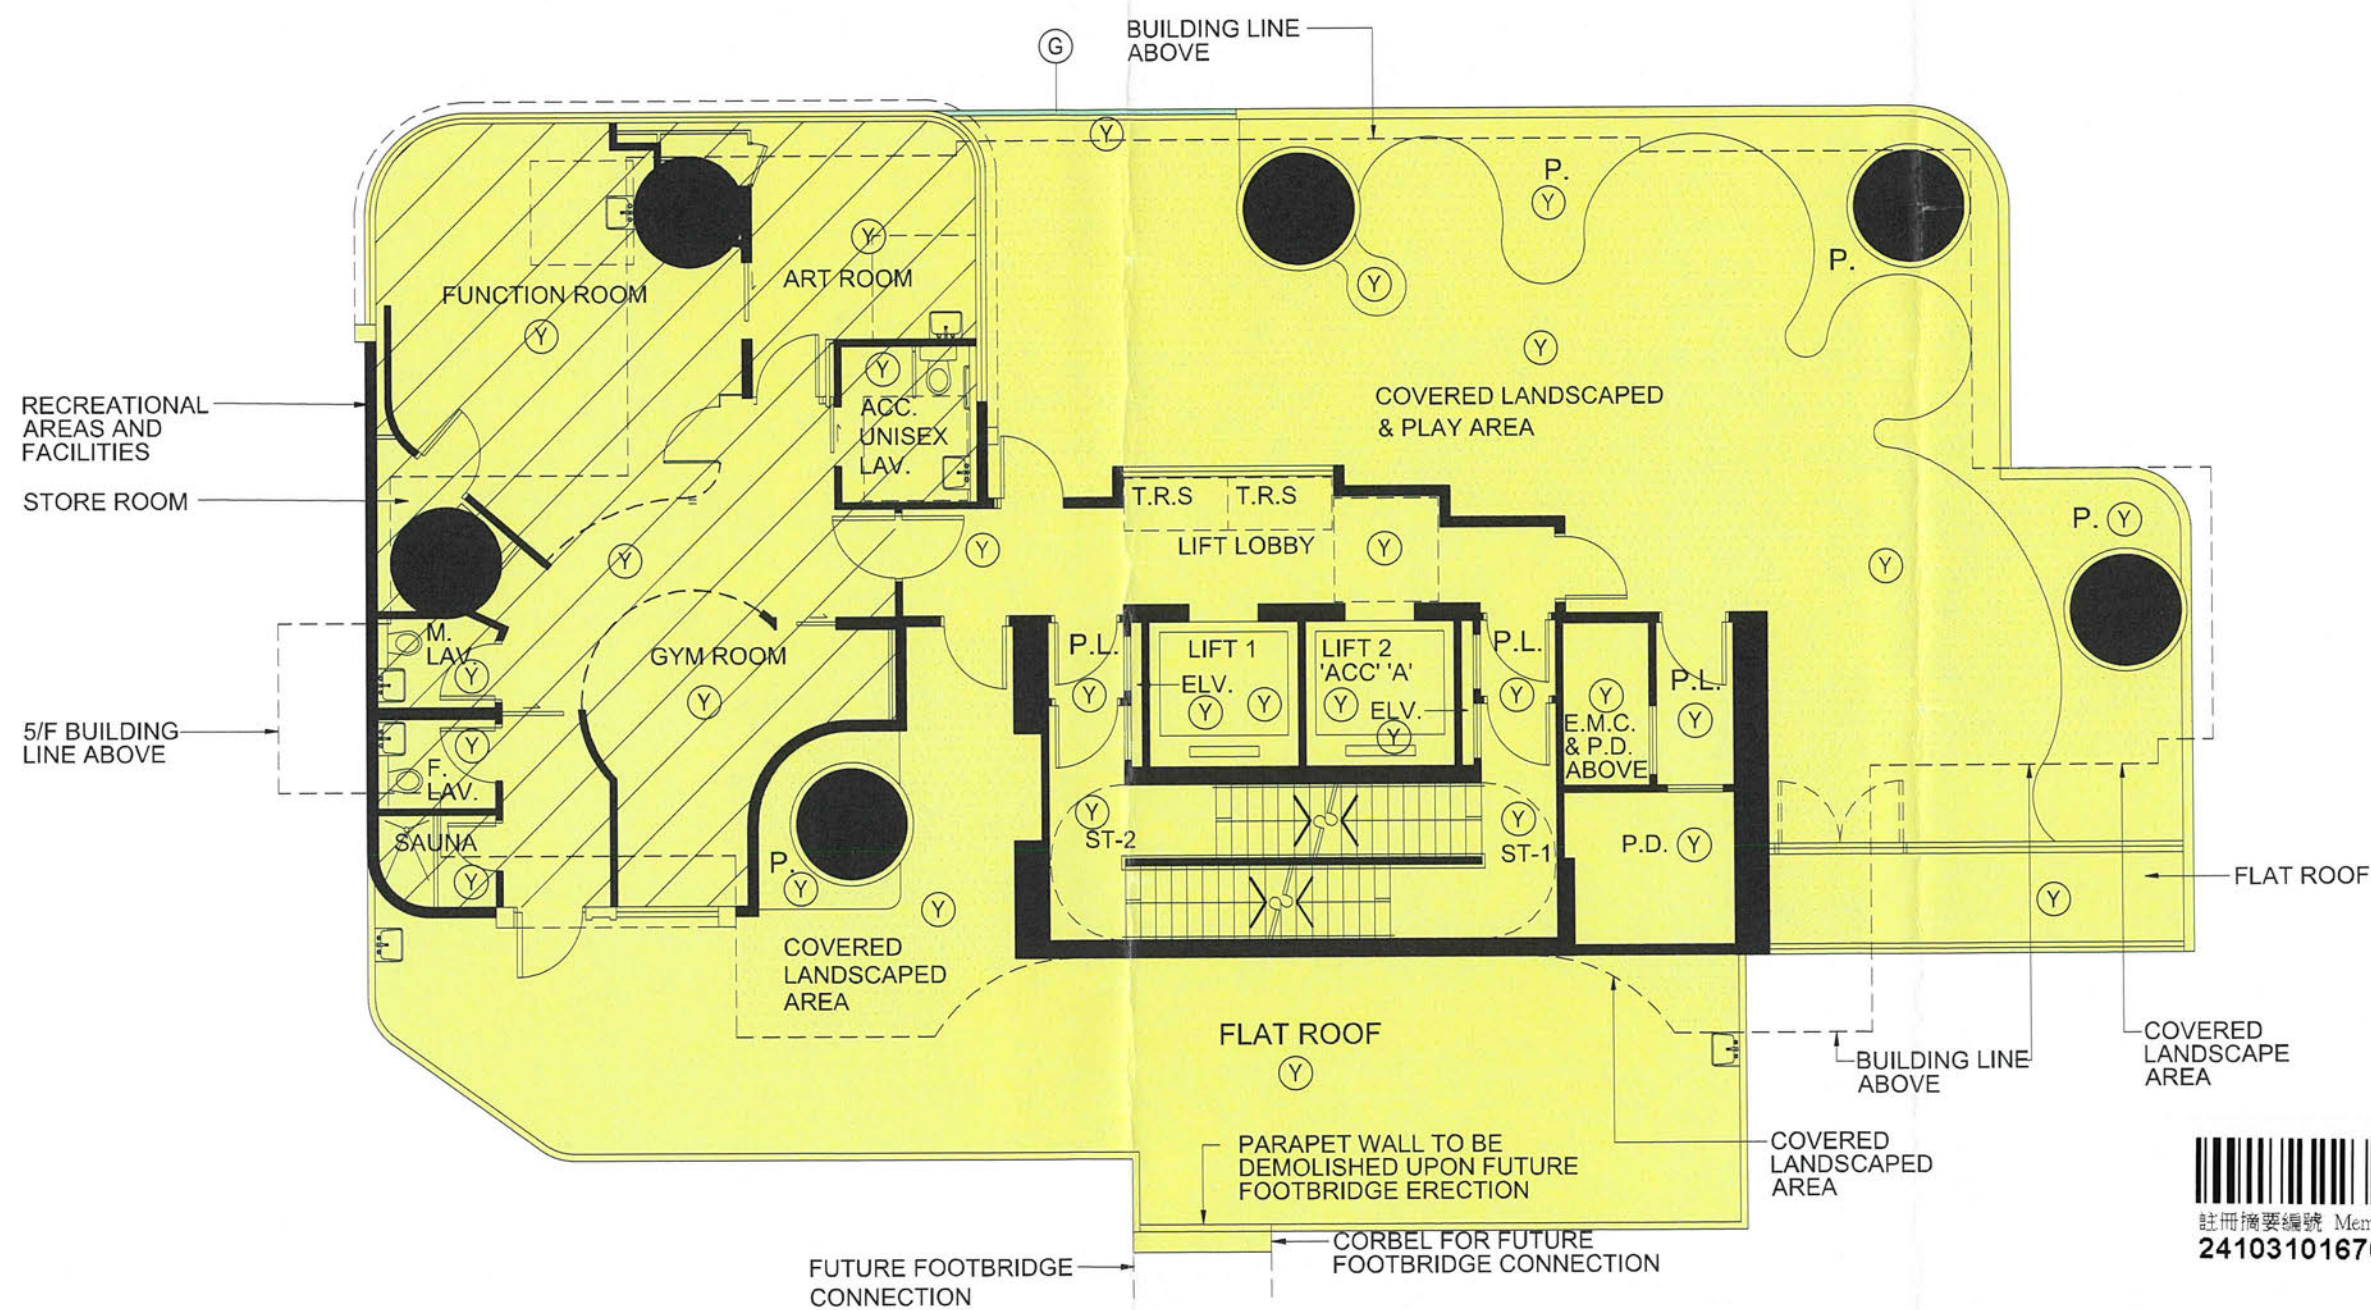 BUILDING LINE
ABOVE
G
Y
P.
Y
P.
Y
Y
ART ROOM
FUNCTION ROOM
Y
Y
COVERED LANDSCAPED
& PLAY AREA
RECREATIONAL
AREAS AND
FACILITIES
STORE ROOM
Y
ACC.
UNISEX
LAV.
T.R.S
T.R.S
LIFT LOBBY
Y
Y
Y
Y
P.
Y
Y
M.
LAV.
Y
GYM ROOM
Y
P.L.
Y
LIFT 1
ELV.
Y
Y
LIFT 2
'ACC' 'A'
Y
ELV.
Y
P.L.
Y
Y
E.M.C.
& P.D.
ABOVE
P.L.
Y
5/F BUILDING
LINE ABOVE
Y
F.
LAV.
SAUNA
Y
P.
Y
Y
Y
ST-2
Y
ST-1
P.D.
Y
FLAT ROOF
Y
COVERED
LANDSCAPED
AREA
FLAT ROOF
Y
BUILDING LINE
ABOVE
COVERED
LANDSCAPE
AREA
PARAPET WALL TO BE
DEMOLISHED UPON FUTURE
FOOTBRIDGE ERECTION
COVERED
LANDSCAPED
AREA
CORBEL FOR FUTURE
FOOTBRIDGE CONNECTION
FUTURE FOOTBRIDGE
CONNECTION
註冊摘要編號 Mem
2410310167